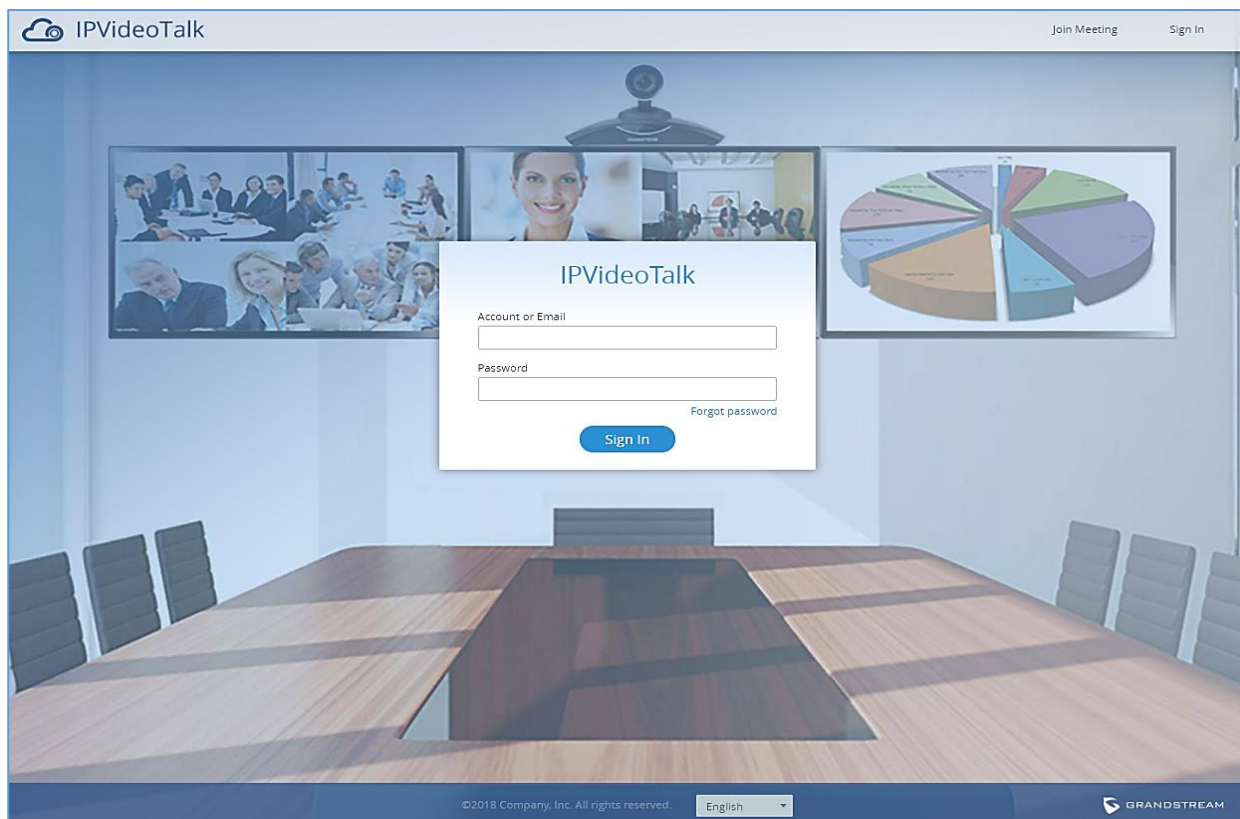 IPVideoTalk
Join Meeting Sign In
GRANDSTREAM
IPVideoTalk
Account or Email
Password
Forgot password
Sign In
©2018 Company, Inc. All rights reserved. English GRANDSTREAM